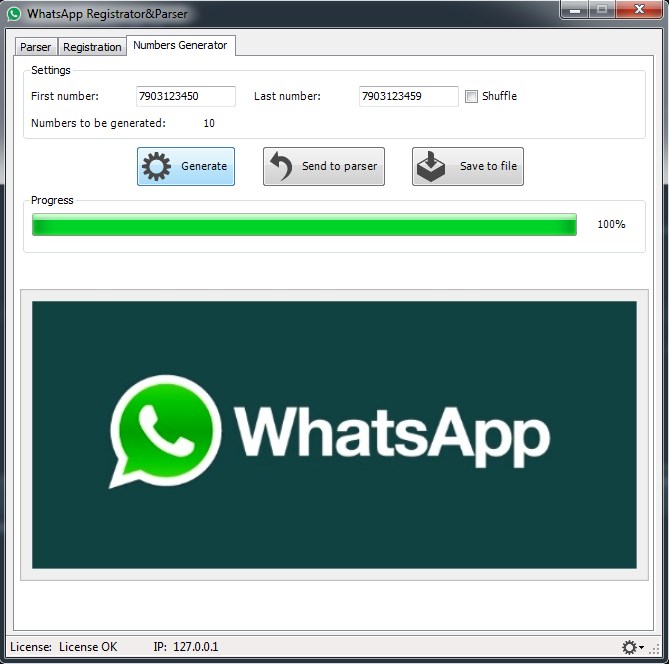 WhatsApp Registrator&Parser
Parser Registration Numbers Generator
Settings
First number: 7903123450 Last number: 7903123459 Shuffle
Numbers to be generated: 10
Generate Send to parser Save to file
Progress
100%
WhatsApp
License: License OK IP: 127.0.0.1